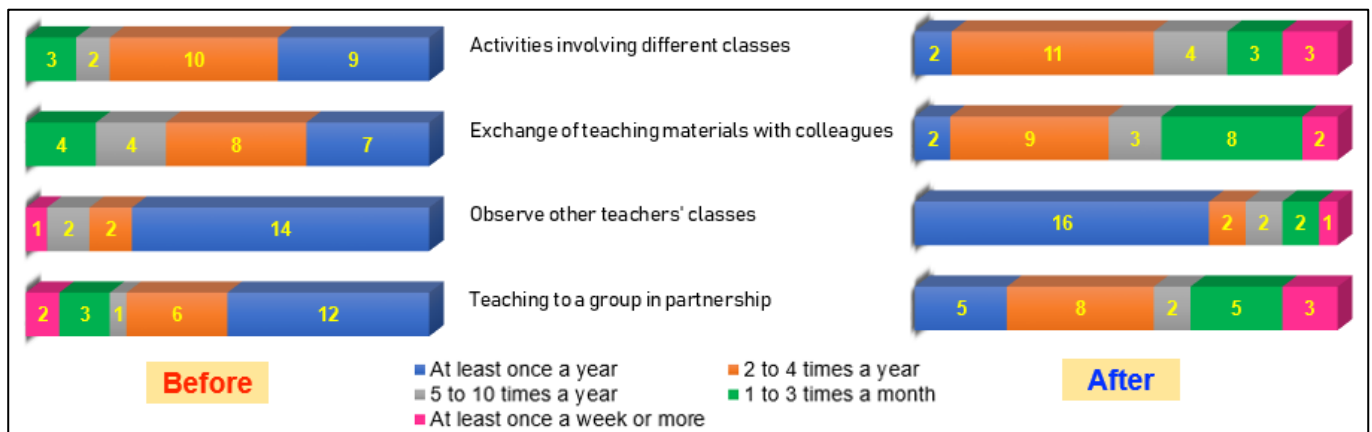 3 2 10 9 Activities involving different classes 2 11 4 3 3
4 4 8 7 Exchange of teaching materials with colleagues 2 9 3 8 2
1 2 2 14 Observe other teachers' classes 16 2 2 2 1
2 3 1 6 12 Teaching to a group in partnership 5 8 2 5 3
Before At least once a year 2 to 4 times a year After
5 to 10 times a year 1 to 3 times a month
At least once a week or more